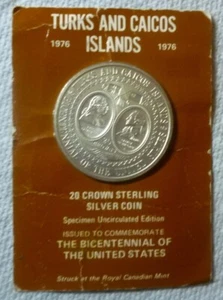 TURKS AND CAICOS
1976 ISLANDS 1976
20 CROWN STERLING
SILVER COIN
Specimen Uncirculated Edition
ISSUED TO COMMEMORATE
THE BICENTENNIAL OF
THE UNITED STATES
Struck at the Royal Canadian Mint